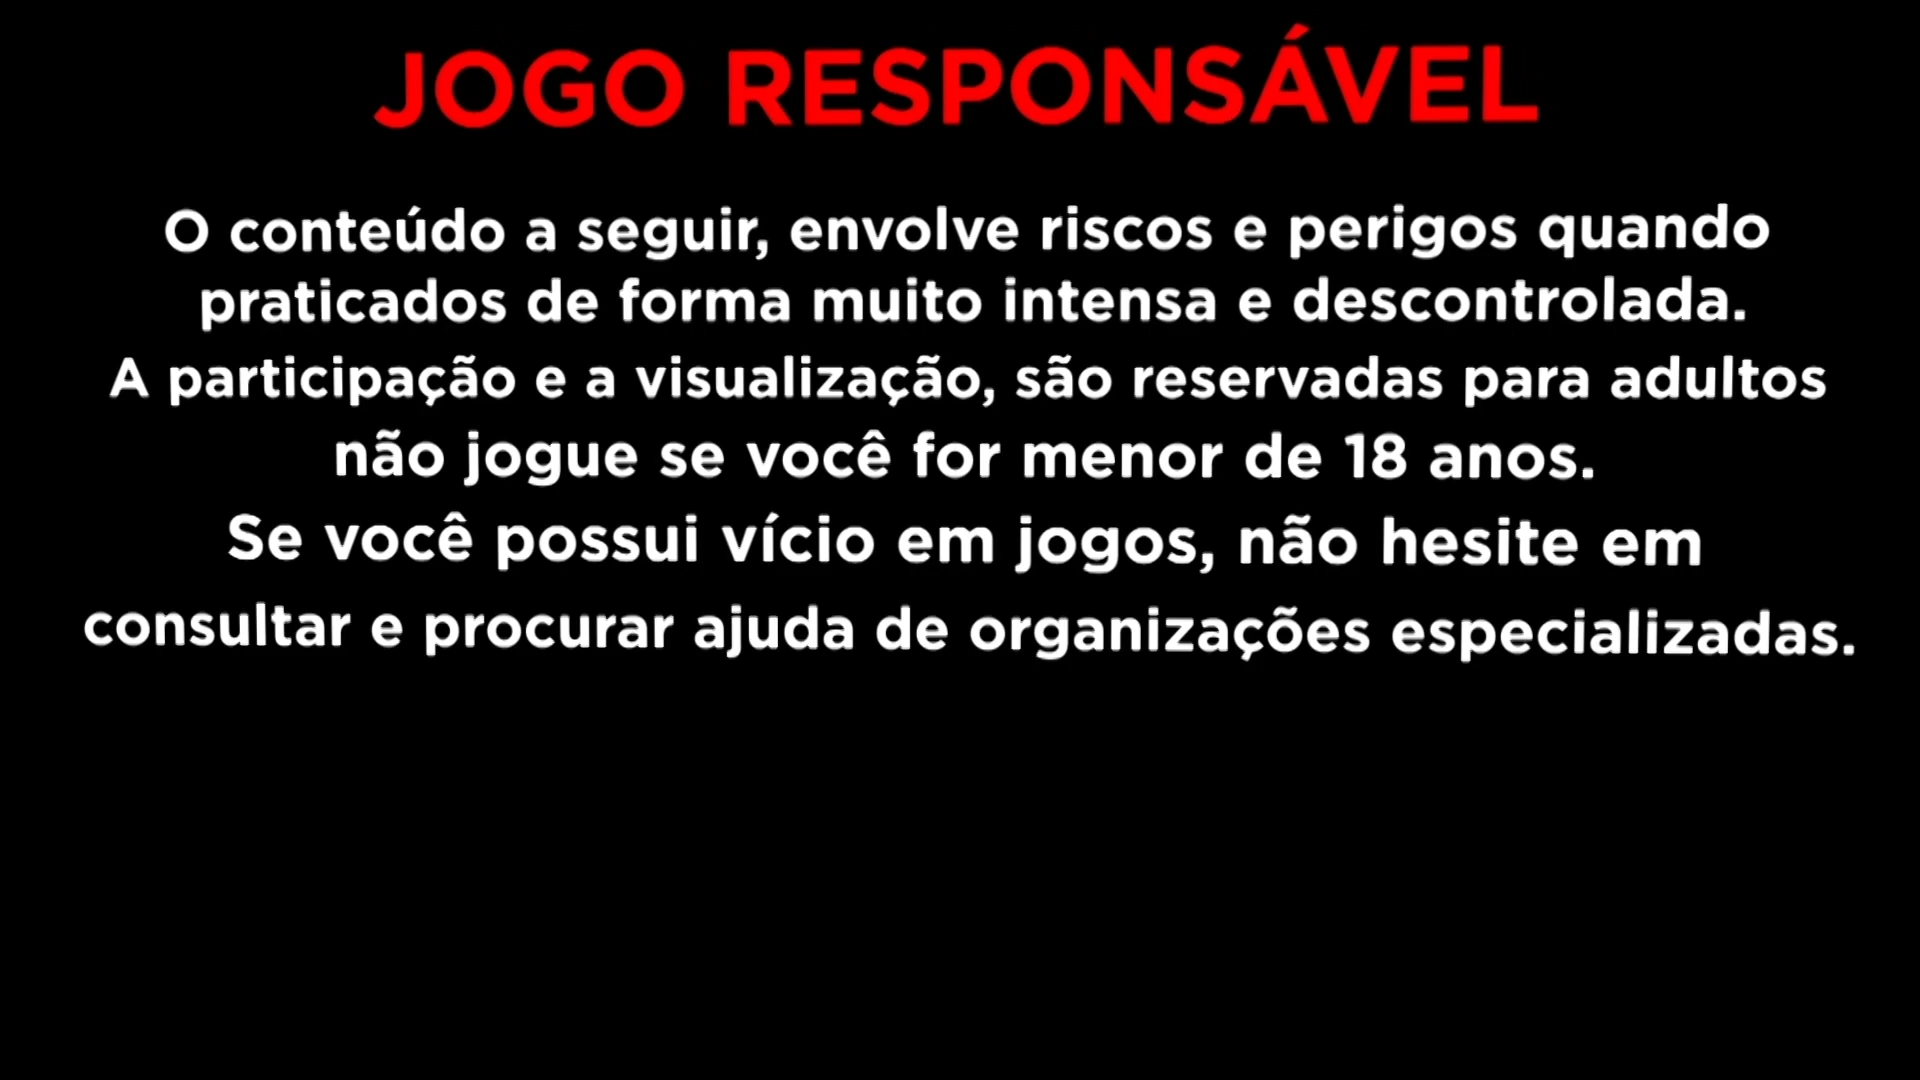 JOGO RESPONSÁVEL
O conteúdo a seguir, envolve riscos e perigos quando
praticados de forma muito intensa e descontrolada.
A participação e a visualização, são reservadas para adultos
não jogue se você for menor de 18 anos.
Se você possui vício em jogos, não hesite em
consultar e procurar ajuda de organizações especializadas.